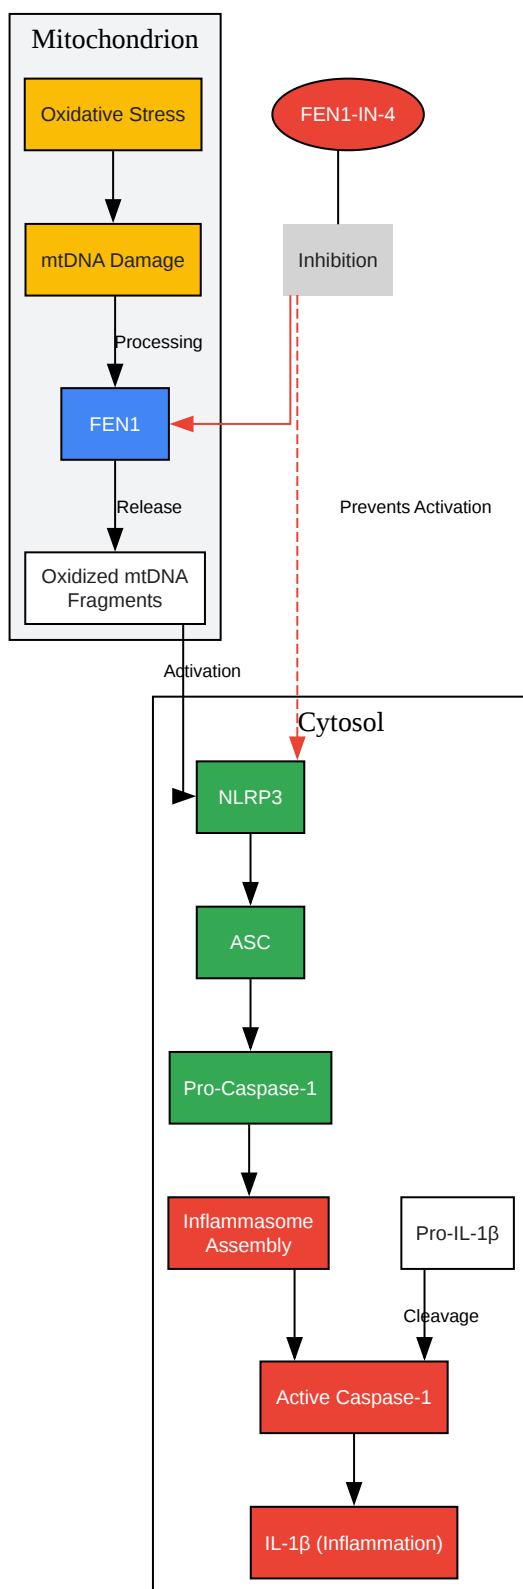 Mitochondrion
Oxidative Stress
FEN1-IN-4
mtDNA Damage
Inhibition
Processing
FEN1
Release
Prevents Activation
Oxidized mtDNA
Fragments
Activation
Cytosol
NLRP3
ASC
Pro-Caspase-1
Inflammasome
Assembly
Pro-IL-1β
Cleavage
Active Caspase-1
IL-1β (Inflammation)